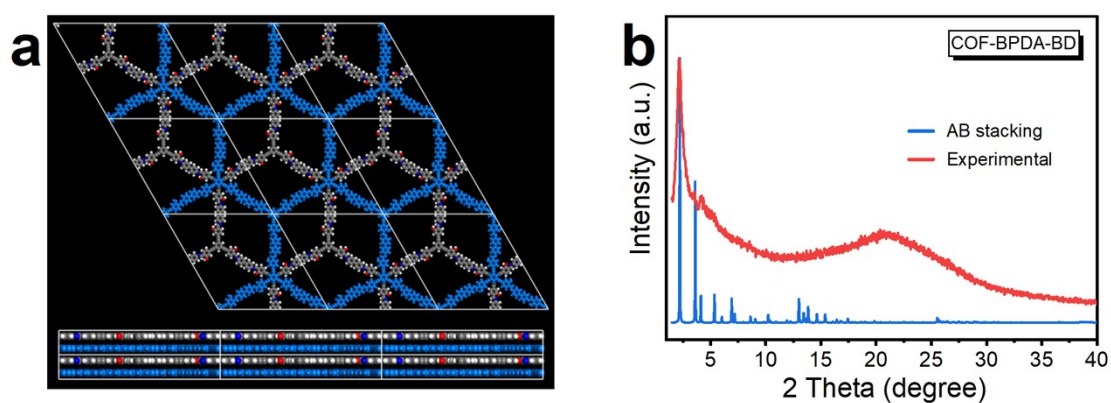 a
b
COF-BPDA-BD
AB stacking
Experimental
Intensity (a.u.)
5 10 15 20 25 30 35 40
2 Theta (degree)